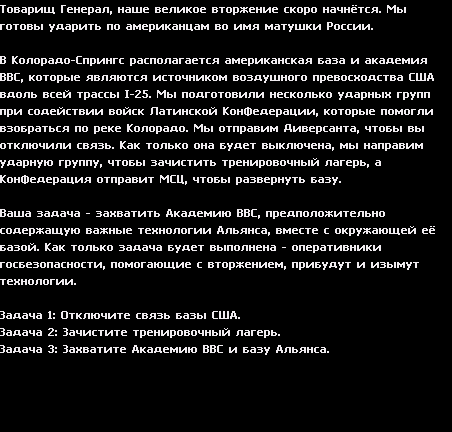 Товарищ Генерал, наше великое вторжение скоро начнётся. Мы
готовы ударить по американцам во имя матушки России.
В Колорадо-Спрингс располагается американская база и академия
ВВС, которые являются источником воздушного превосходства США
вдоль всей трассы I-25. Мы подготовили несколько ударных групп
при содействии войск Латинской Конфедерации, которые помогли
взобраться по реке Колорадо. Мы отправим Диверсанта, чтобы вы
отключили связь. Как только она будет выключена, мы направим
ударную группу, чтобы зачистить тренировочный лагерь, а
Конфедерация отправит МСЦ, чтобы развернуть базу.
Ваша задача - захватить Академию ВВС, предположительно
содержащую важные технологии Альянса, вместе с окружающей её
базой. Как только задача будет выполнена - оперативники
госбезопасности, помогающие с вторжением, прибудут и изымут
технологии.
Задача 1: Отключите связь базы США.
Задача 2: Зачистите тренировочный лагерь.
Задача 3: Захватите Академию ВВС и базу Альянса.